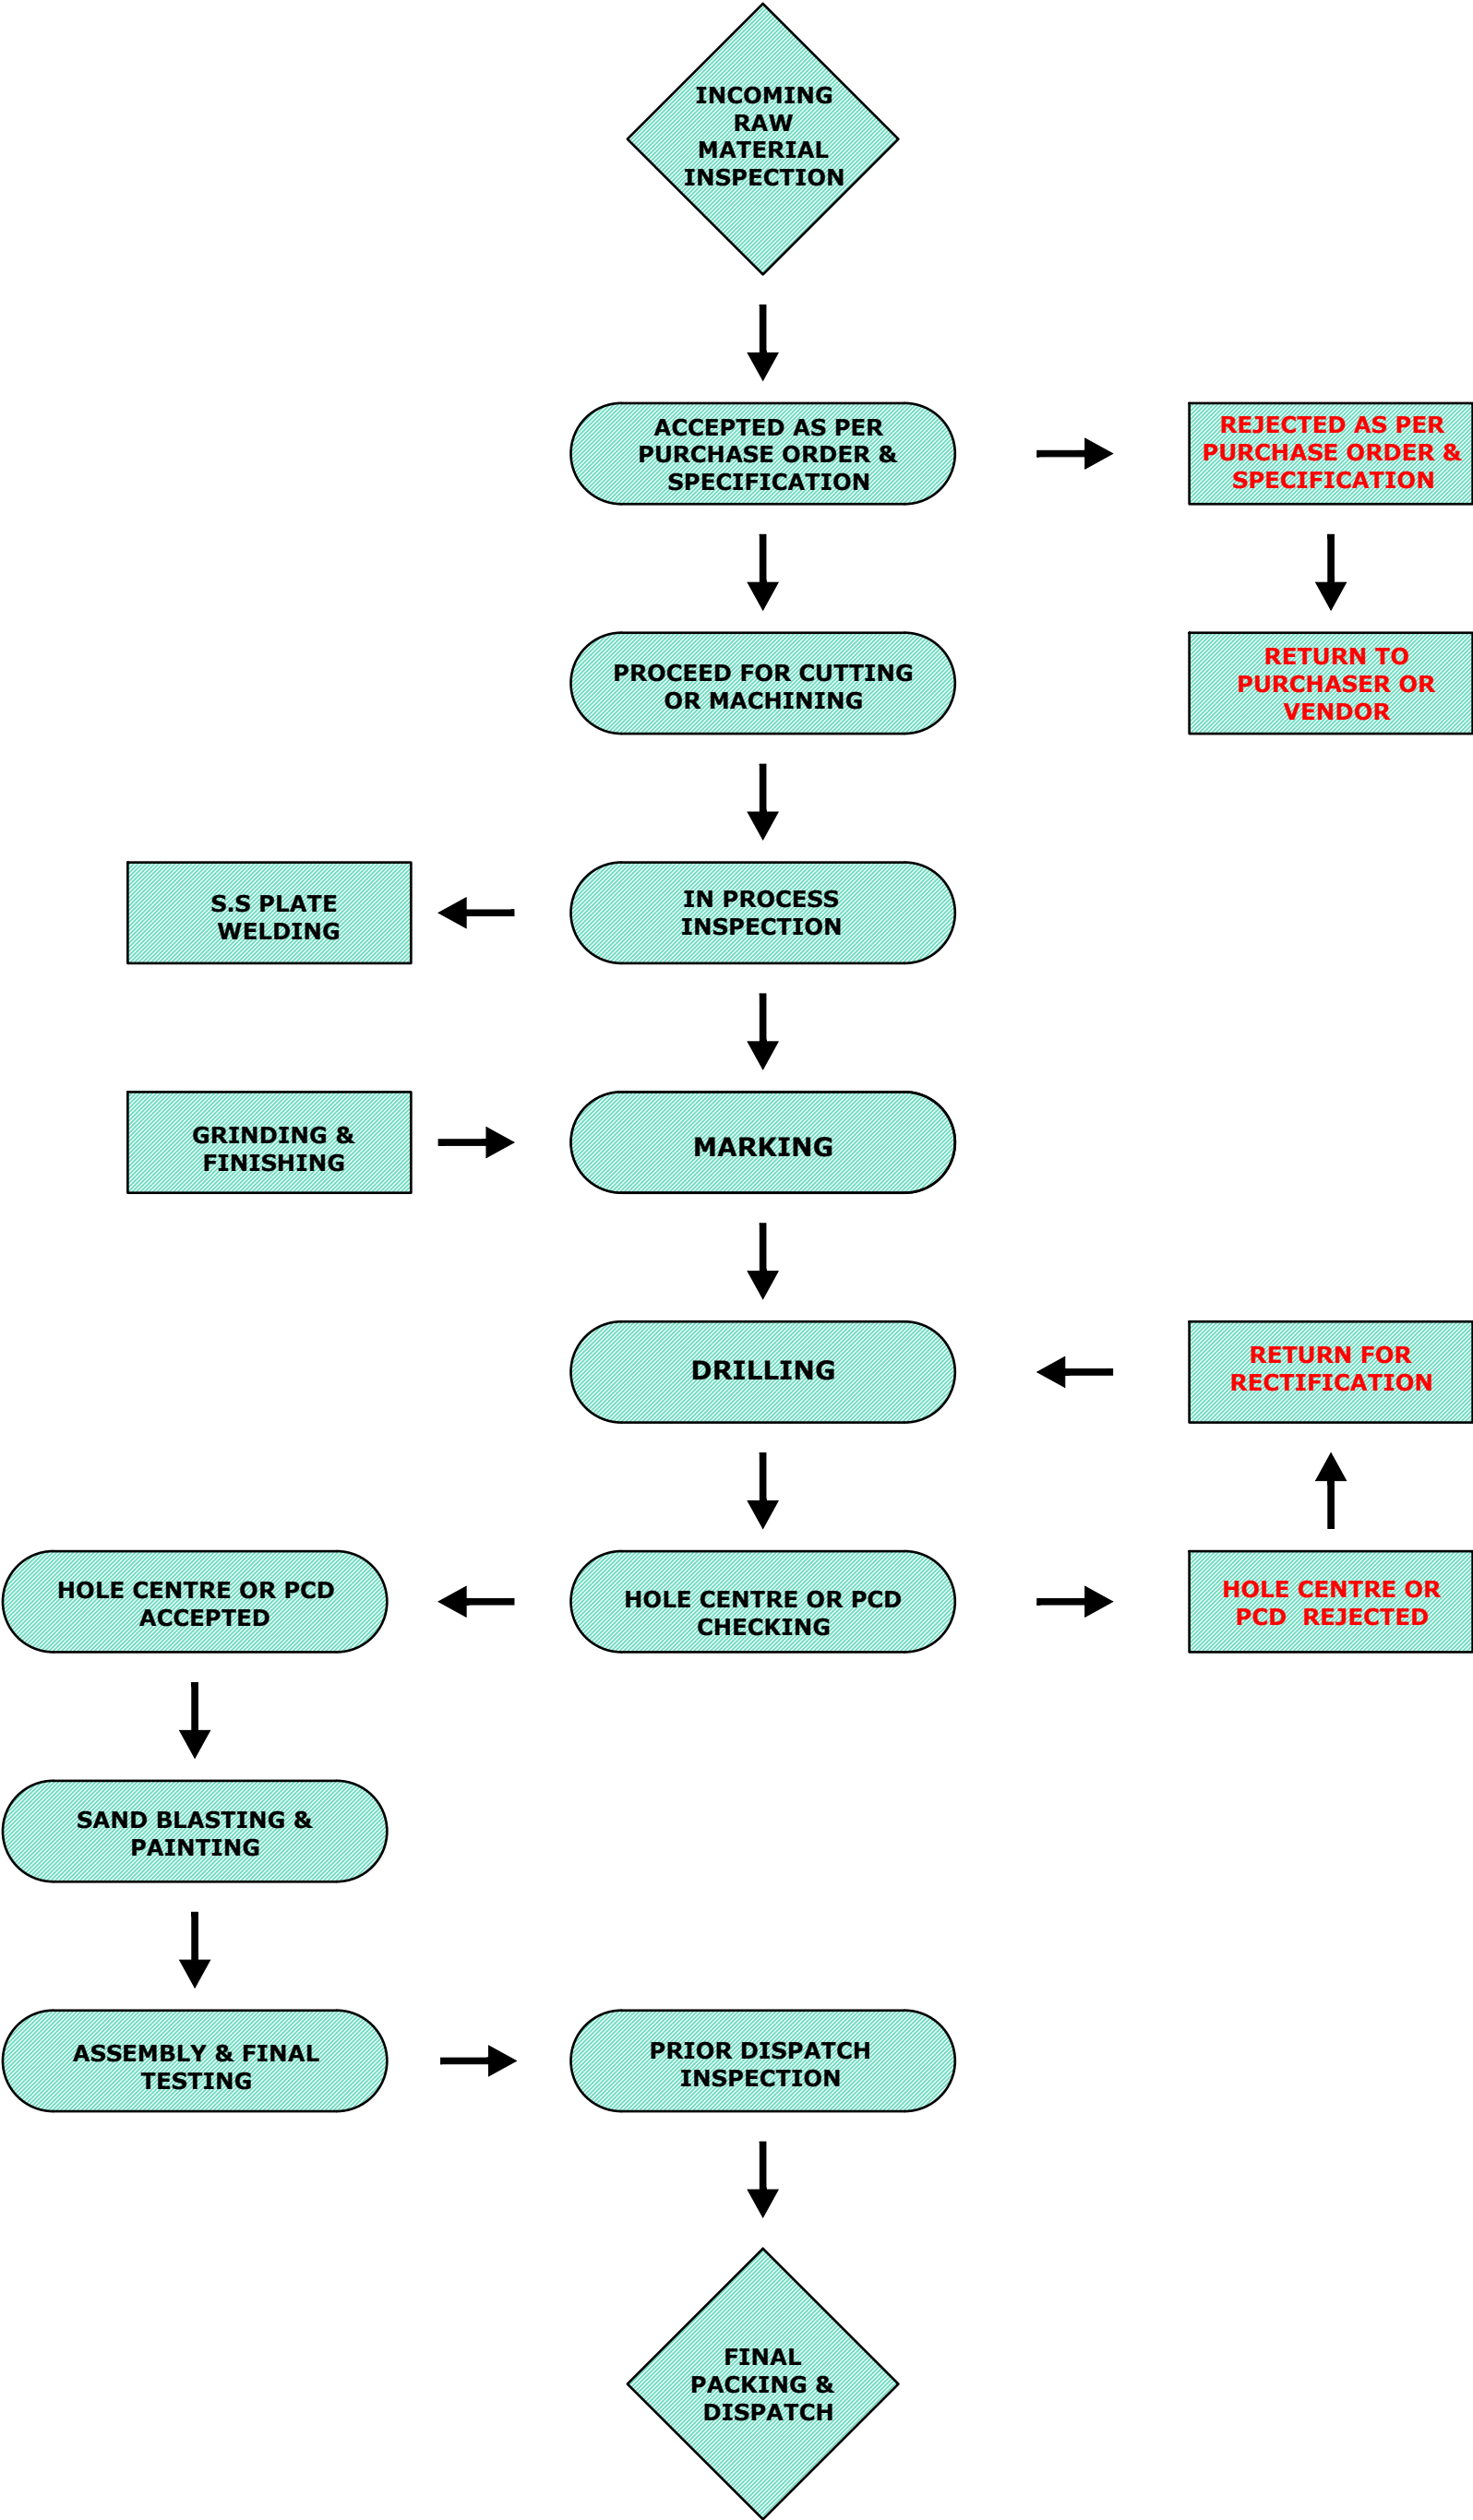 INCOMING
RAW
MATERIAL
INSPECTION
ACCEPTED AS PER
PURCHASE ORDER &
SPECIFICATION
REJECTED AS PER
PURCHASE ORDER &
SPECIFICATION
PROCEED FOR CUTTING
OR MACHINING
RETURN TO
PURCHASER OR
VENDOR
S.S PLATE
WELDING
IN PROCESS
INSPECTION
GRINDING &
FINISHING
MARKING
DRILLING
RETURN FOR
RECTIFICATION
HOLE CENTRE OR PCD
ACCEPTED
HOLE CENTRE OR PCD
CHECKING
HOLE CENTRE OR
PCD REJECTED
SAND BLASTING &
PAINTING
ASSEMBLY & FINAL
TESTING
PRIOR DISPATCH
INSPECTION
FINAL
PACKING &
DISPATCH